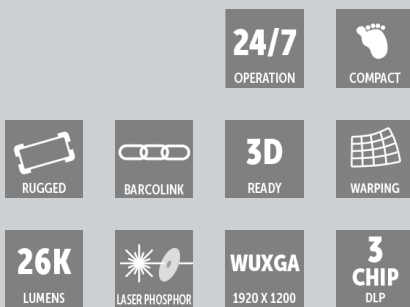 24/7
OPERATION
COMPACT
RUGGED
BARCOLINK
3D
READY
WARPING
26K
LUMENS
LASER PHOSPHOR
WUXGA
1920 X 1200
3
CHIP
DLP